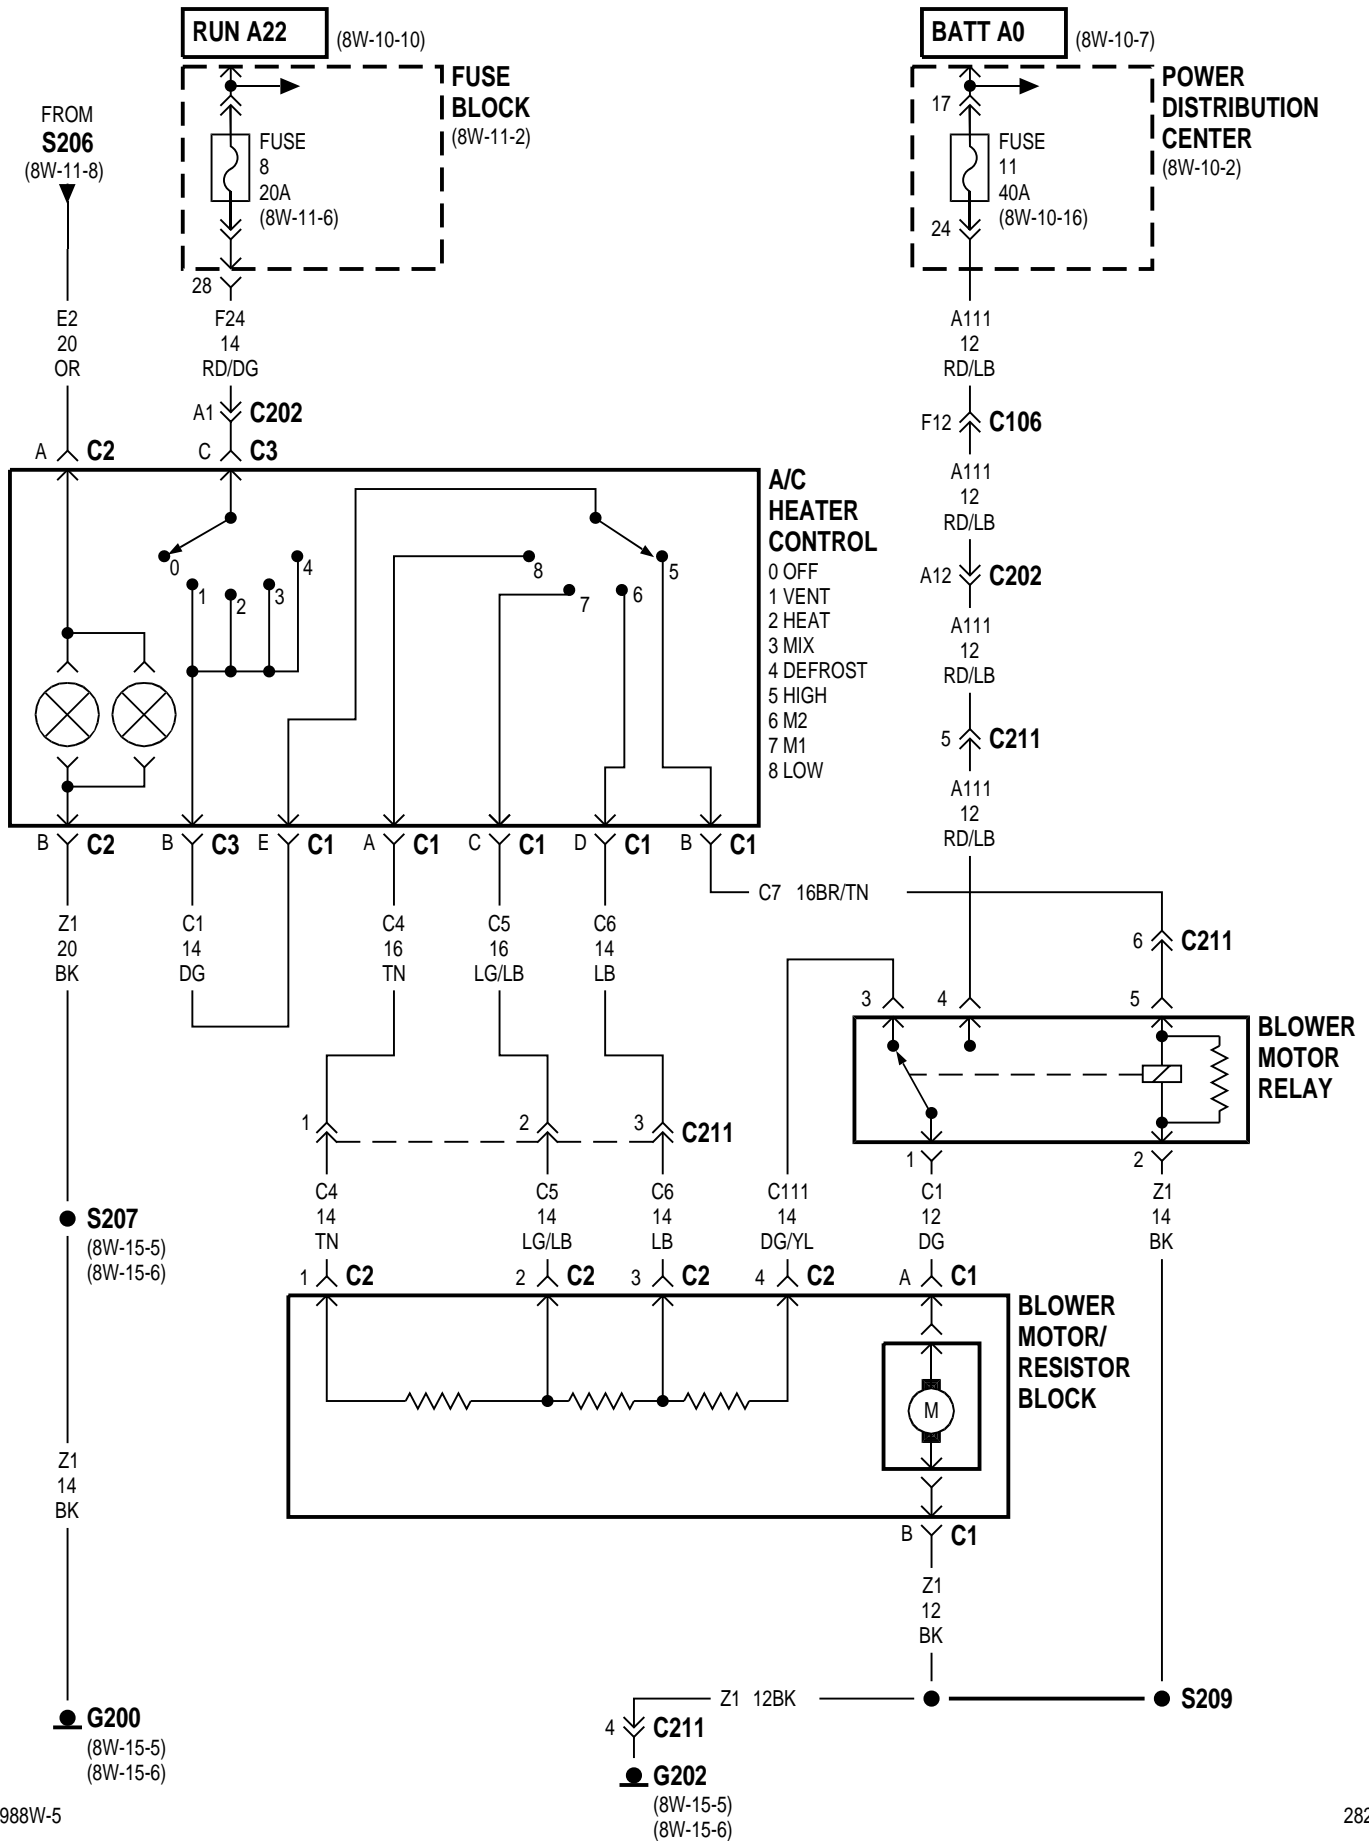 RUN A22
(8W-10-10)
BATT A0
(8W-10-7)
FUSE
BLOCK
(8W-11-2)
POWER
DISTRIBUTION
CENTER
(8W-10-2)
FROM
S206
(8W-11-8)
FUSE
8
20A
(8W-11-6)
17
FUSE
11
40A
(8W-10-16)
24
28
E2
20
OR
F24
14
RD/DG
A111
12
RD/LB
A1 C202
F12 C106
A C2
C C3
A111
12
RD/LB
A/C
HEATER
CONTROL
0 OFF
1 VENT
2 HEAT
3 MIX
4 DEFROST
5 HIGH
6 M2
7 M1
8 LOW
0
1
2
3
4
8
7
6
5
A12 C202
A111
12
RD/LB
5 C211
A111
12
RD/LB
B C2
B C3
E C1
A C1
C C1
D C1
B C1
C7 16BR/TN
Z1
20
BK
C1
14
DG
C4
16
TN
C5
16
LG/LB
C6
14
LB
6 C211
3
4
5
BLOWER
MOTOR
RELAY
1
2
3 C211
1
2
C4
14
TN
C5
14
LG/LB
C6
14
LB
C111
14
DG/YL
C1
12
DG
Z1
14
BK
S207
(8W-15-5)
(8W-15-6)
1 C2
2 C2
3 C2
4 C2
A C1
BLOWER
MOTOR/
RESISTOR
BLOCK
M
Z1
14
BK
B C1
Z1
12
BK
Z1 12BK
S209
4 C211
G200
(8W-15-5)
(8W-15-6)
G202
(8W-15-5)
(8W-15-6)
988W-5
282